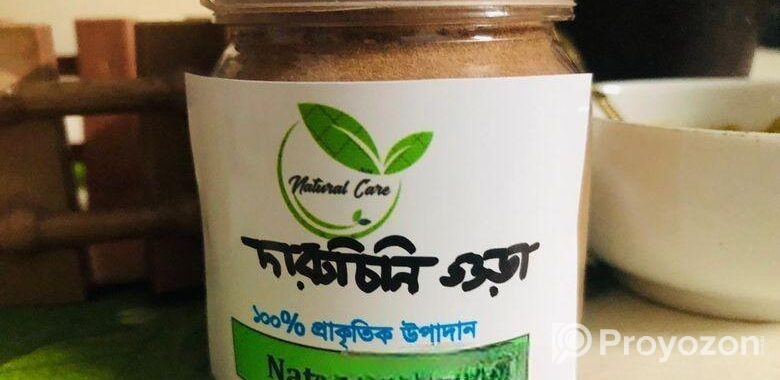 Natural Care
দারুচিনি গুড়া
১০০% প্রাকৃতিক উপাদান
Proyozon